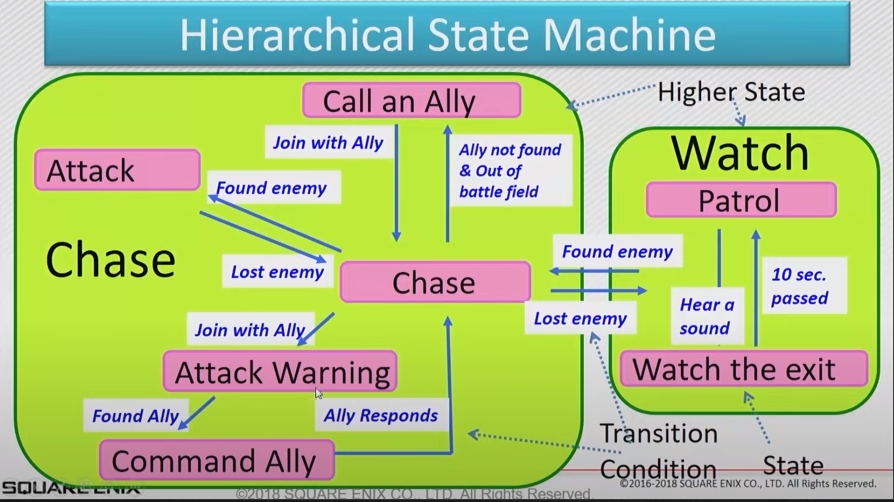 Hierarchical State Machine
Call an Ally
Higher State
Join with Ally
Ally not found
& Out of
battle field
Attack
Found enemy
Watch
Patrol
Chase
Lost enemy
Chase
Found enemy
Lost enemy
Hear a
sound
10 sec.
passed
Join with Ally
Attack Warning
Watch the exit
Found Ally
Ally Responds
Command Ally
Transition
Condition
State
SQUARE ENIX
©2018 SQUARE ENIX CO., LTD. All Rights Reserved.
©2016-2018 SQUARE ENIX CO., LTD. All Rights Reserved.